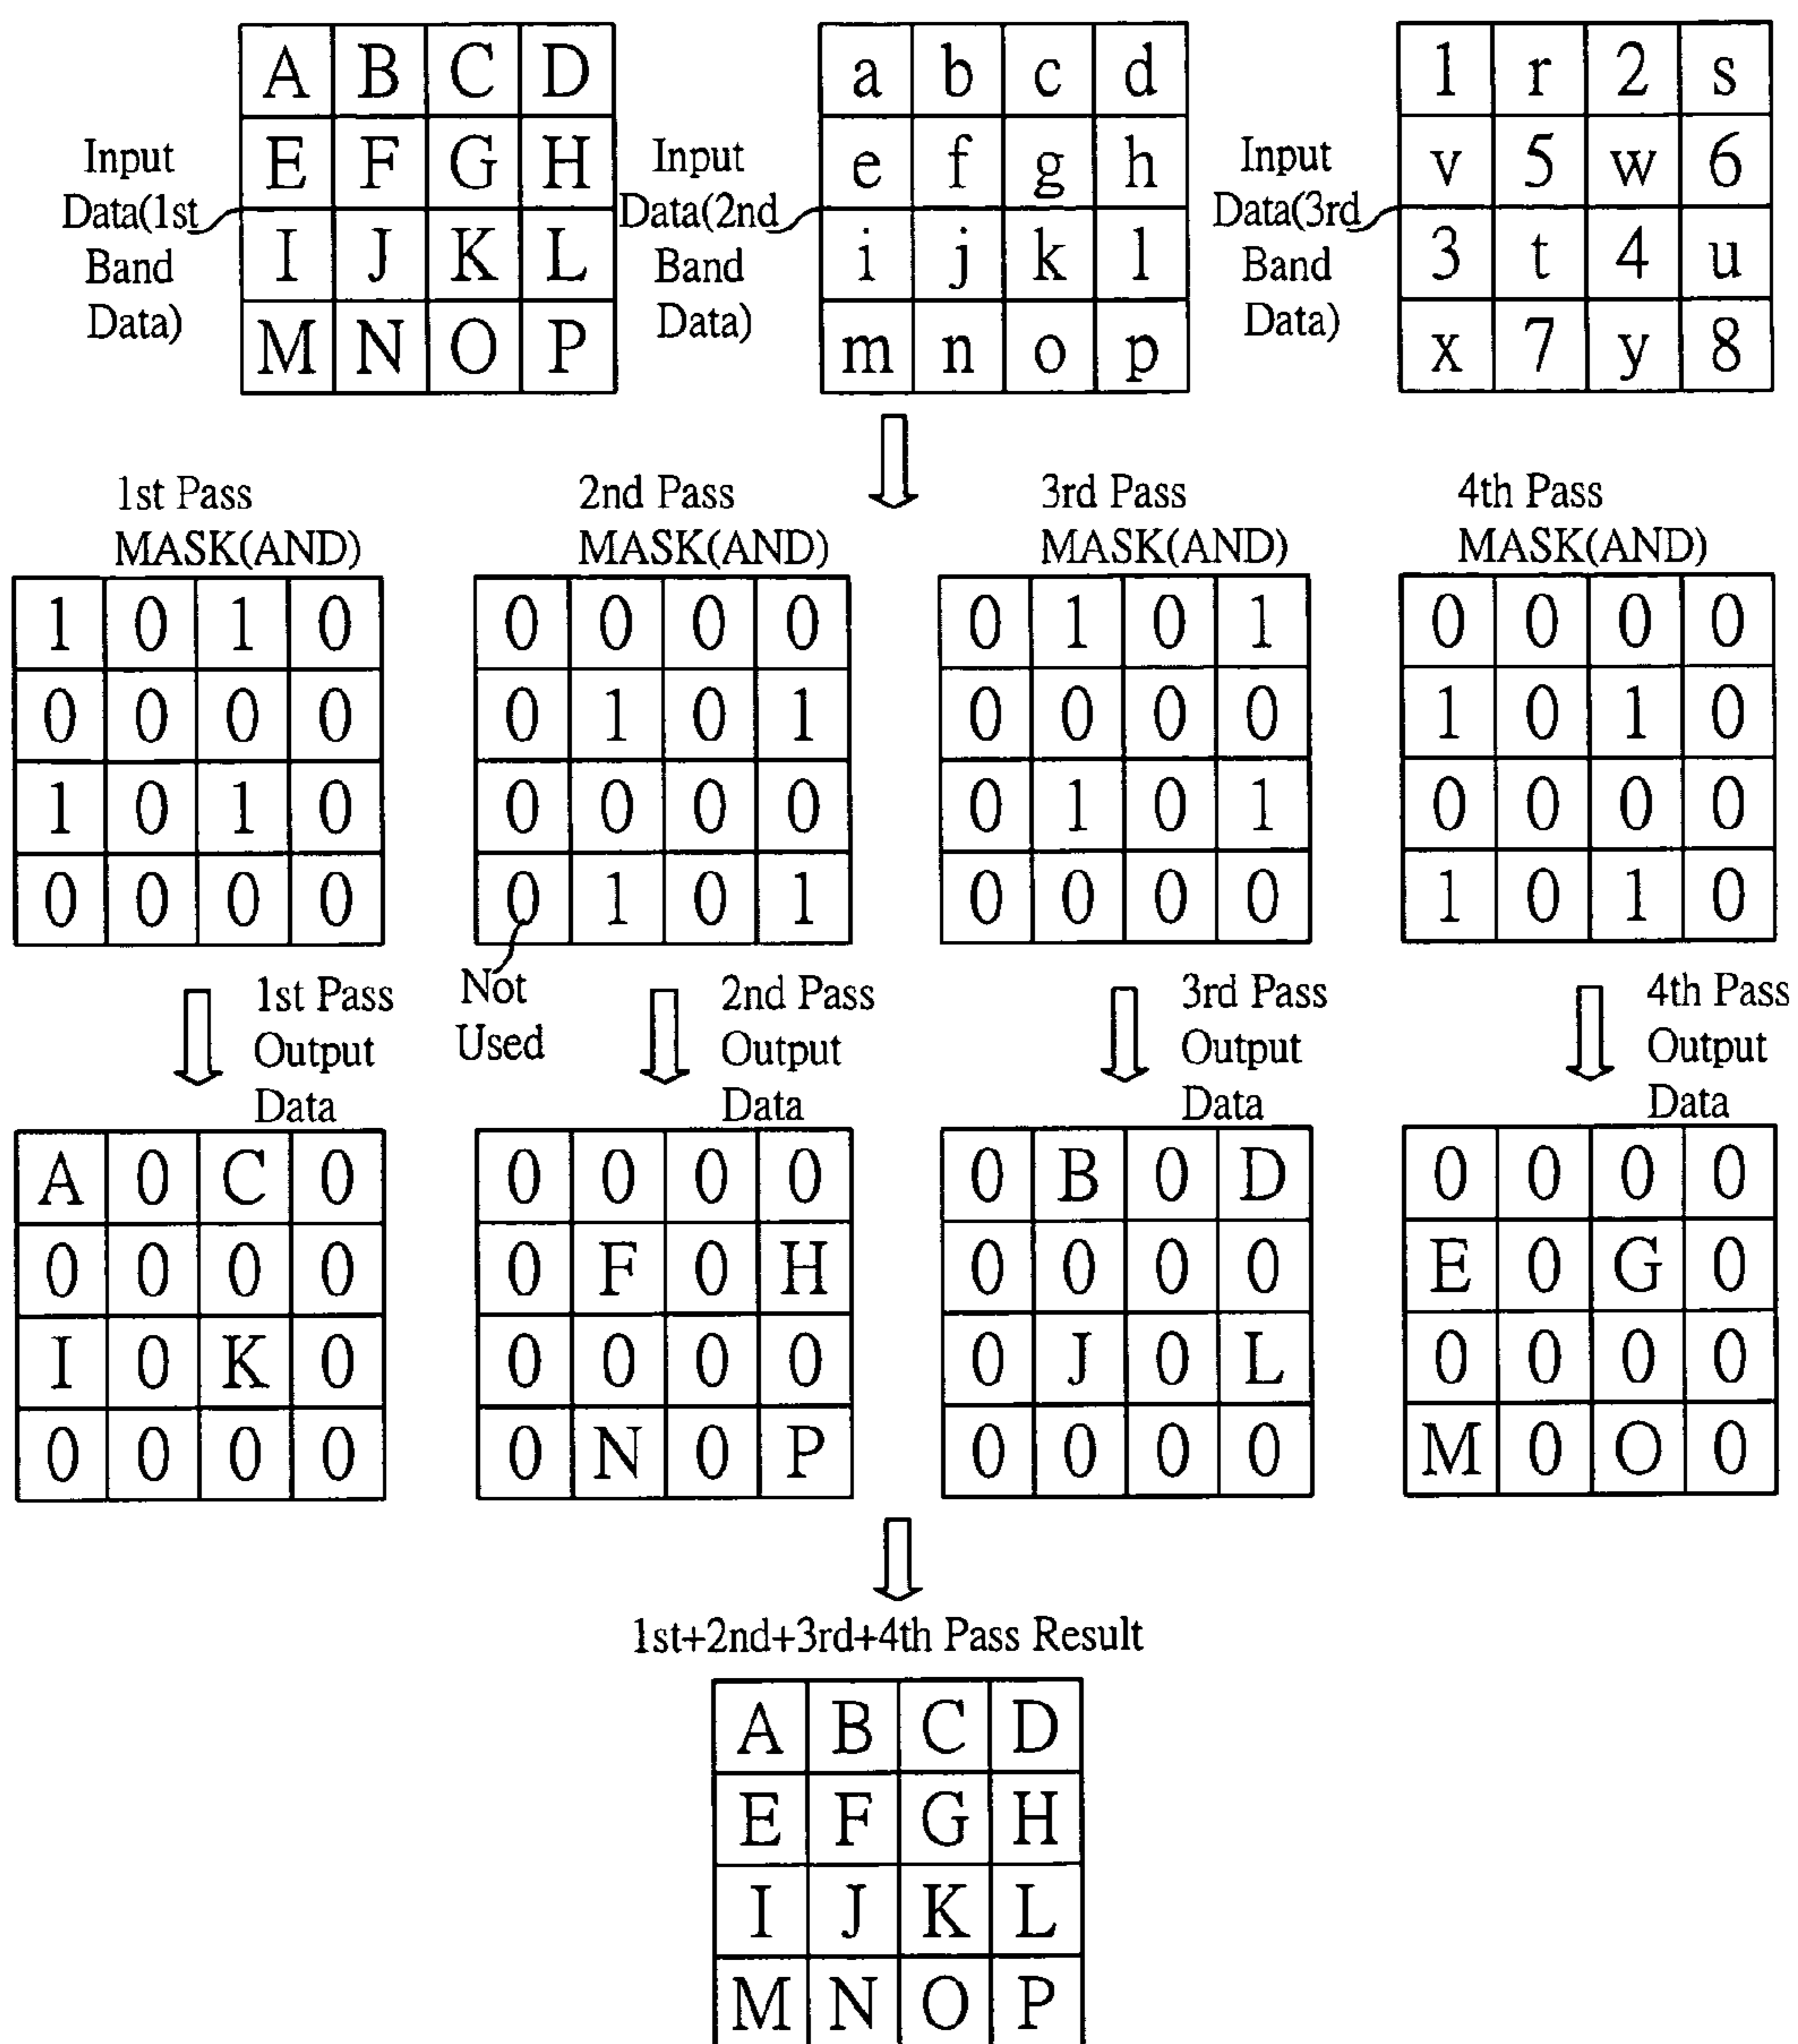 A B C D
E F G H
I J K L
M N O P
Input
Data(1st
Band
Data)
a b c d
e f g h
i j k l
m n o p
Input
Data(2nd
Band
Data)
1 r 2 s
v 5 w 6
3 t 4 u
x 7 y 8
Input
Data(3rd
Band
Data)
1st Pass
MASK(AND)
1 0 1 0
0 0 0 0
1 0 1 0
0 0 0 0
2nd Pass
MASK(AND)
0 0 0 0
0 1 0 1
0 0 0 0
0 1 0 1
Not
Used
3rd Pass
MASK(AND)
0 1 0 1
0 0 0 0
0 1 0 1
0 0 0 0
4th Pass
MASK(AND)
0 0 0 0
1 0 1 0
0 0 0 0
1 0 1 0
1st Pass
Output
Data
A 0 C 0
0 0 0 0
I 0 K 0
0 0 0 0
2nd Pass
Output
Data
0 0 0 0
0 F 0 H
0 0 0 0
0 N 0 P
3rd Pass
Output
Data
0 B 0 D
0 0 0 0
0 J 0 L
0 0 0 0
4th Pass
Output
Data
0 0 0 0
E 0 G 0
0 0 0 0
M 0 O 0
1st+2nd+3rd+4th Pass Result
A B C D
E F G H
I J K L
M N O P